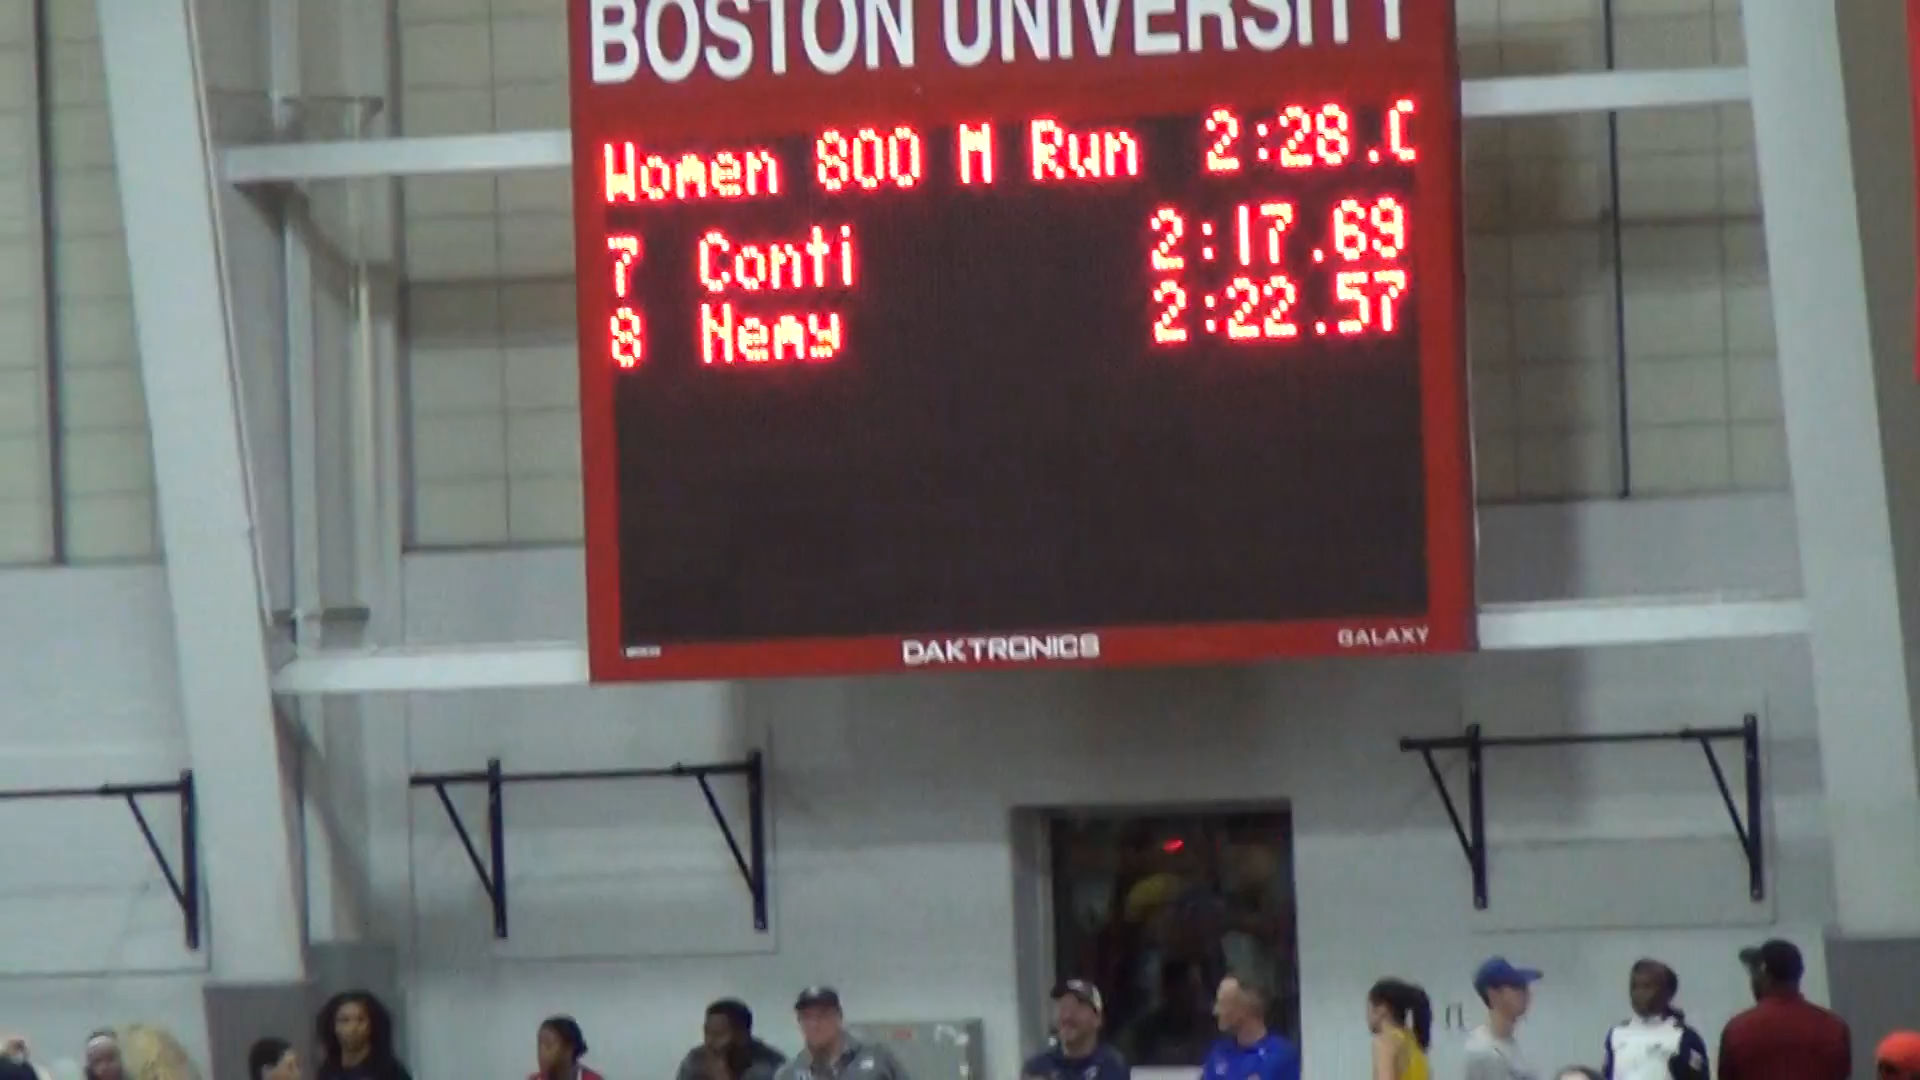 BOSTON UNIVERSITY
Women 800 M Run 2:28.0
7 Conti 2:17.69
8 Nemy 2:22.57
DAKTRONICS
GALAXY